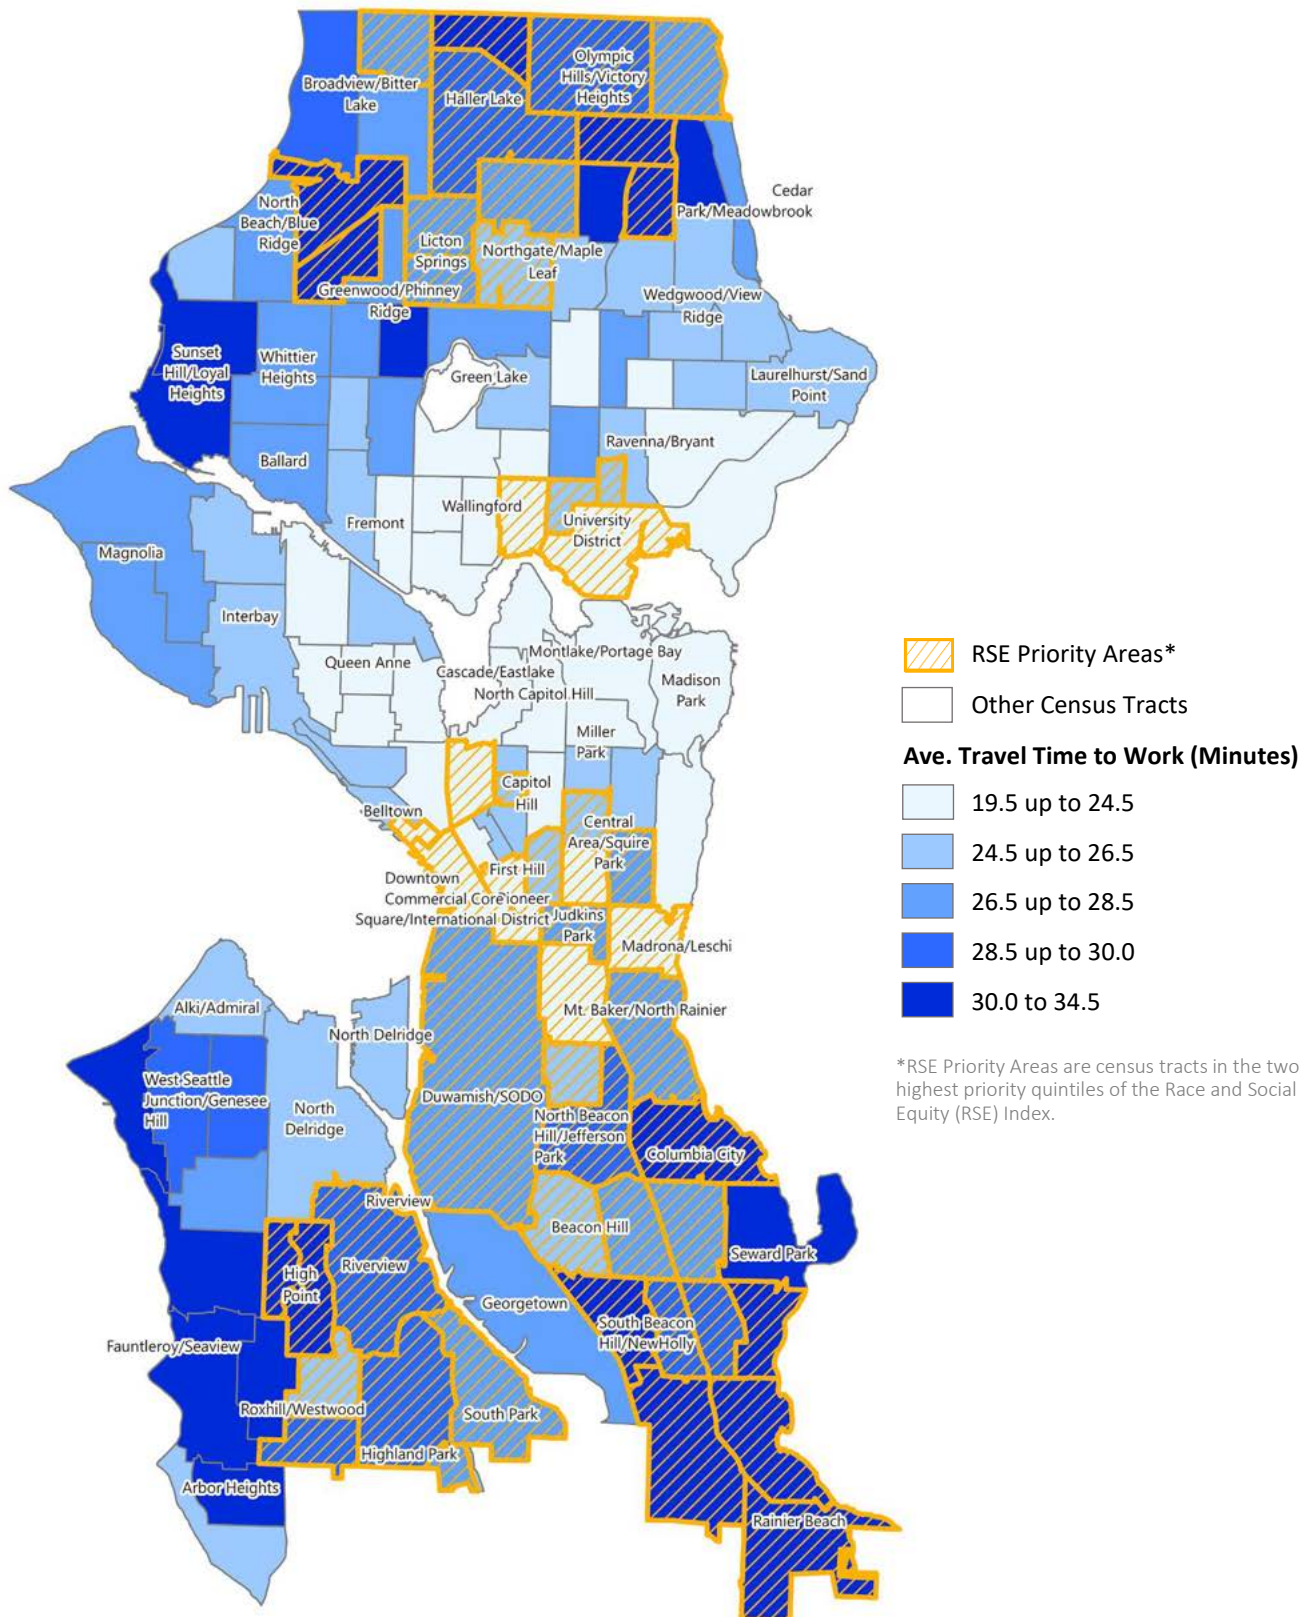 Olympic
Hills/Victory
Heights
Broadview/Bitter
Lake
Haller Lake
Cedar
Park/Meadowbrook
North
Beach/Blue
Ridge
Licton
Springs
Northgate/Maple
Leaf
Greenwood/Phinney
Ridge
Wedgwood/View
Ridge
Sunset
Hill/Loyal
Heights
Whittier
Heights
Green Lake
Laurelhurst/Sand
Point
Ballard
Ravenna/Bryant
Wallingford
Fremont
University
District
Magnolia
Interbay
Queen Anne
Montlake/Portage Bay
Cascade/Eastlake
North Capitol Hill
Madison
Park
Miller
Park
Capitol
Hill
Belltown
Central
Area/Squire
Park
First Hill
Downtown
Commercial Core
Pioneer
Square/International District
Judkins
Park
Madrona/Leschi
Mt. Baker/North Rainier
Alki/Admiral
North Delridge
West Seattle
Junction/Genesee
Hill
North
Delridge
Duwamish/SODO
North Beacon
Hill/Jefferson
Park
Columbia City
Riverview
Beacon Hill
Seward Park
Riverview
High
Point
Georgetown
South Beacon
Hill/NewHolly
Fauntleroy/Seaview
Roxhill/Westwood
South Park
Highland Park
Arbor Heights
Rainier Beach
RSE Priority Areas*
Other Census Tracts
Ave. Travel Time to Work (Minutes)
19.5 up to 24.5
24.5 up to 26.5
26.5 up to 28.5
28.5 up to 30.0
30.0 to 34.5
*RSE Priority Areas are census tracts in the two
highest priority quintiles of the Race and Social
Equity (RSE) Index.